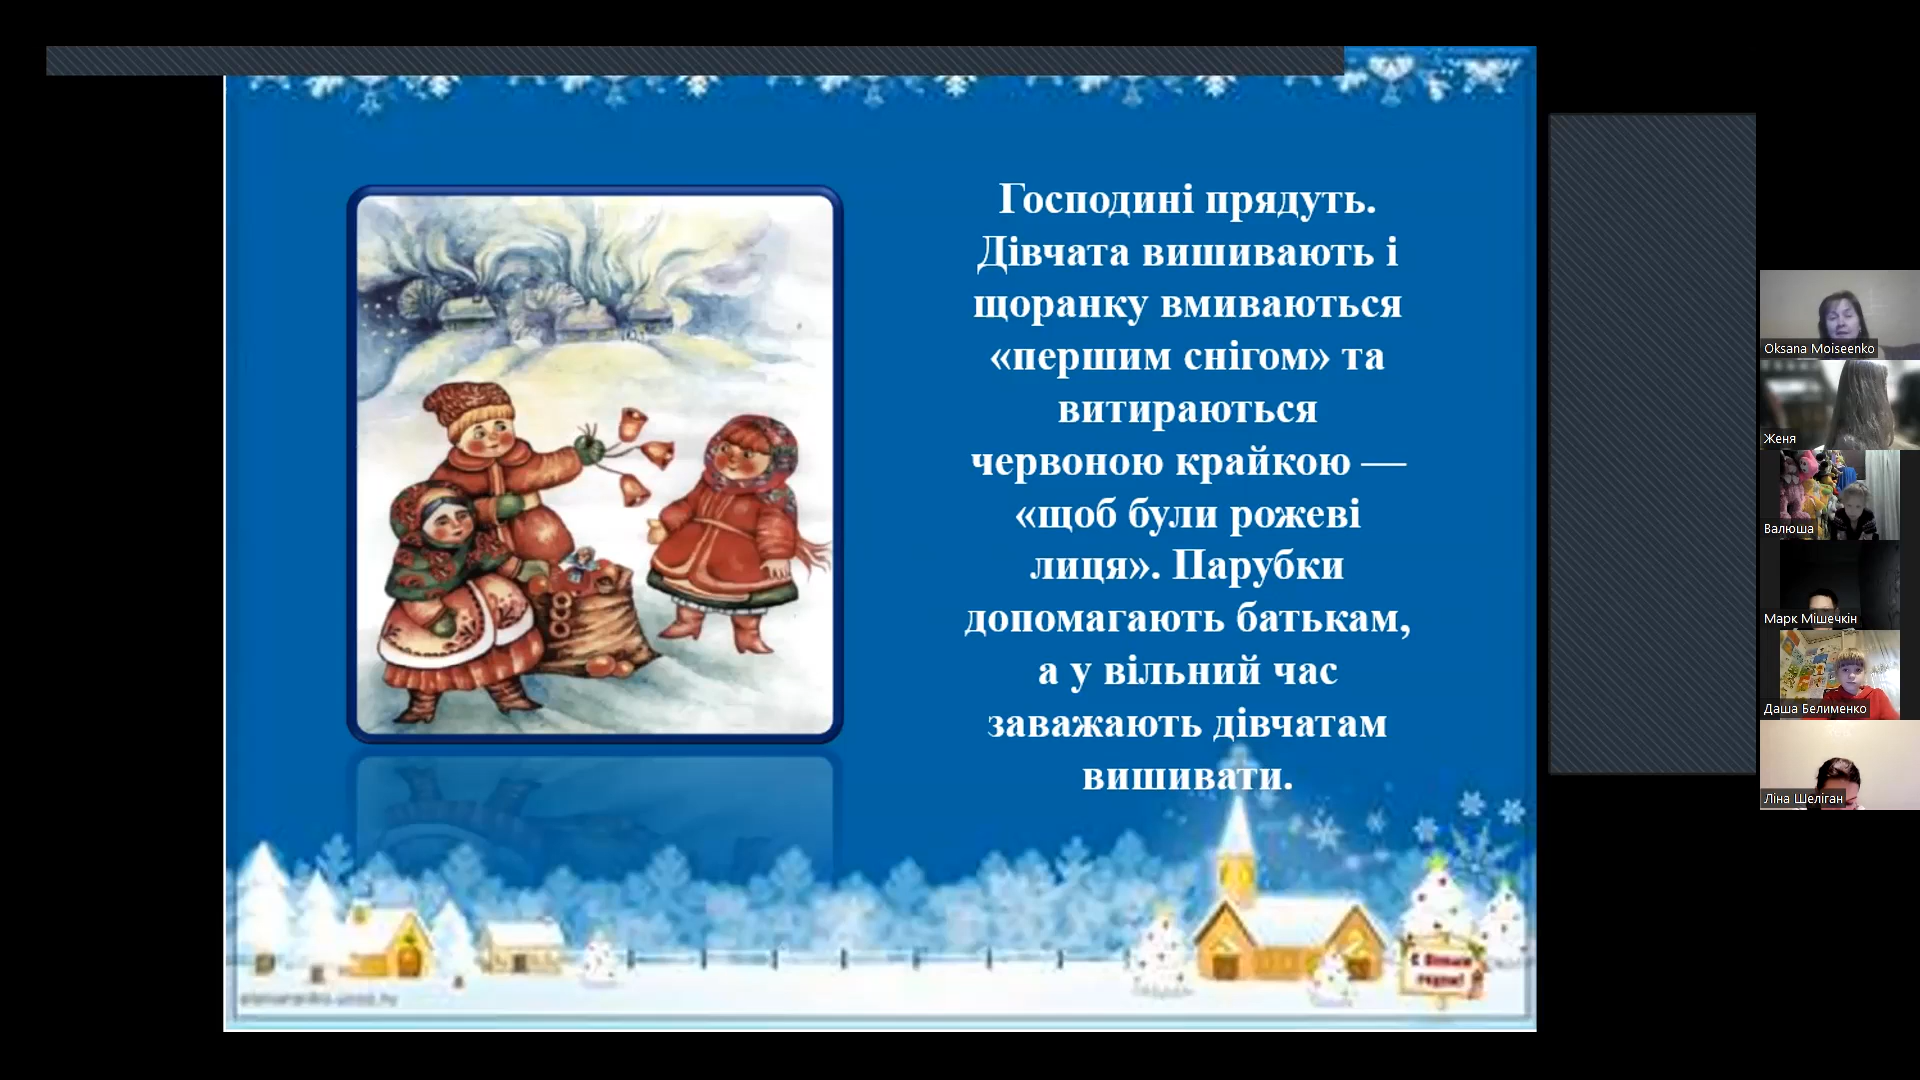 Господині прядуть.
Дівчата вишивають і
щоранку вмиваються
«першим снігом» та
витираються
червоною крайкою —
«щоб були рожеві
лиця». Парубки
допомагають батькам,
а у вільний час
заважають дівчатам
вишивати.
Oksana Moiseenko
Женя
Валюша
Марк Мішечкін
Даша Белименко
Ліна Шеліган